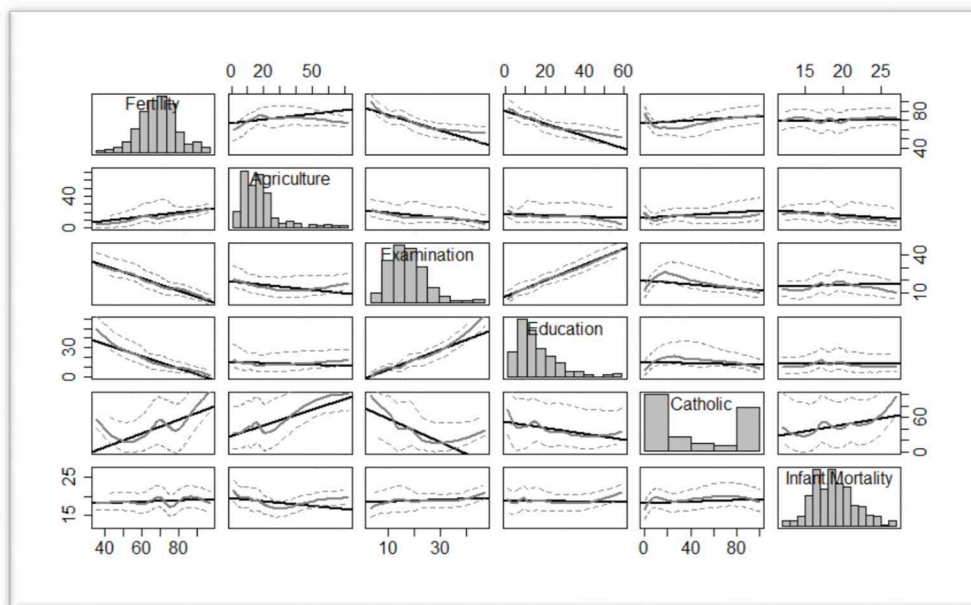 0 20 50
0 20 40 60
15 20 25
Fertility
40 60 80
0 40
Agriculture
Examination
10 40
0 30
Education
Catholic
0 60
15 25
Infant.Mortality
40 60 80
10 30
0 40 80